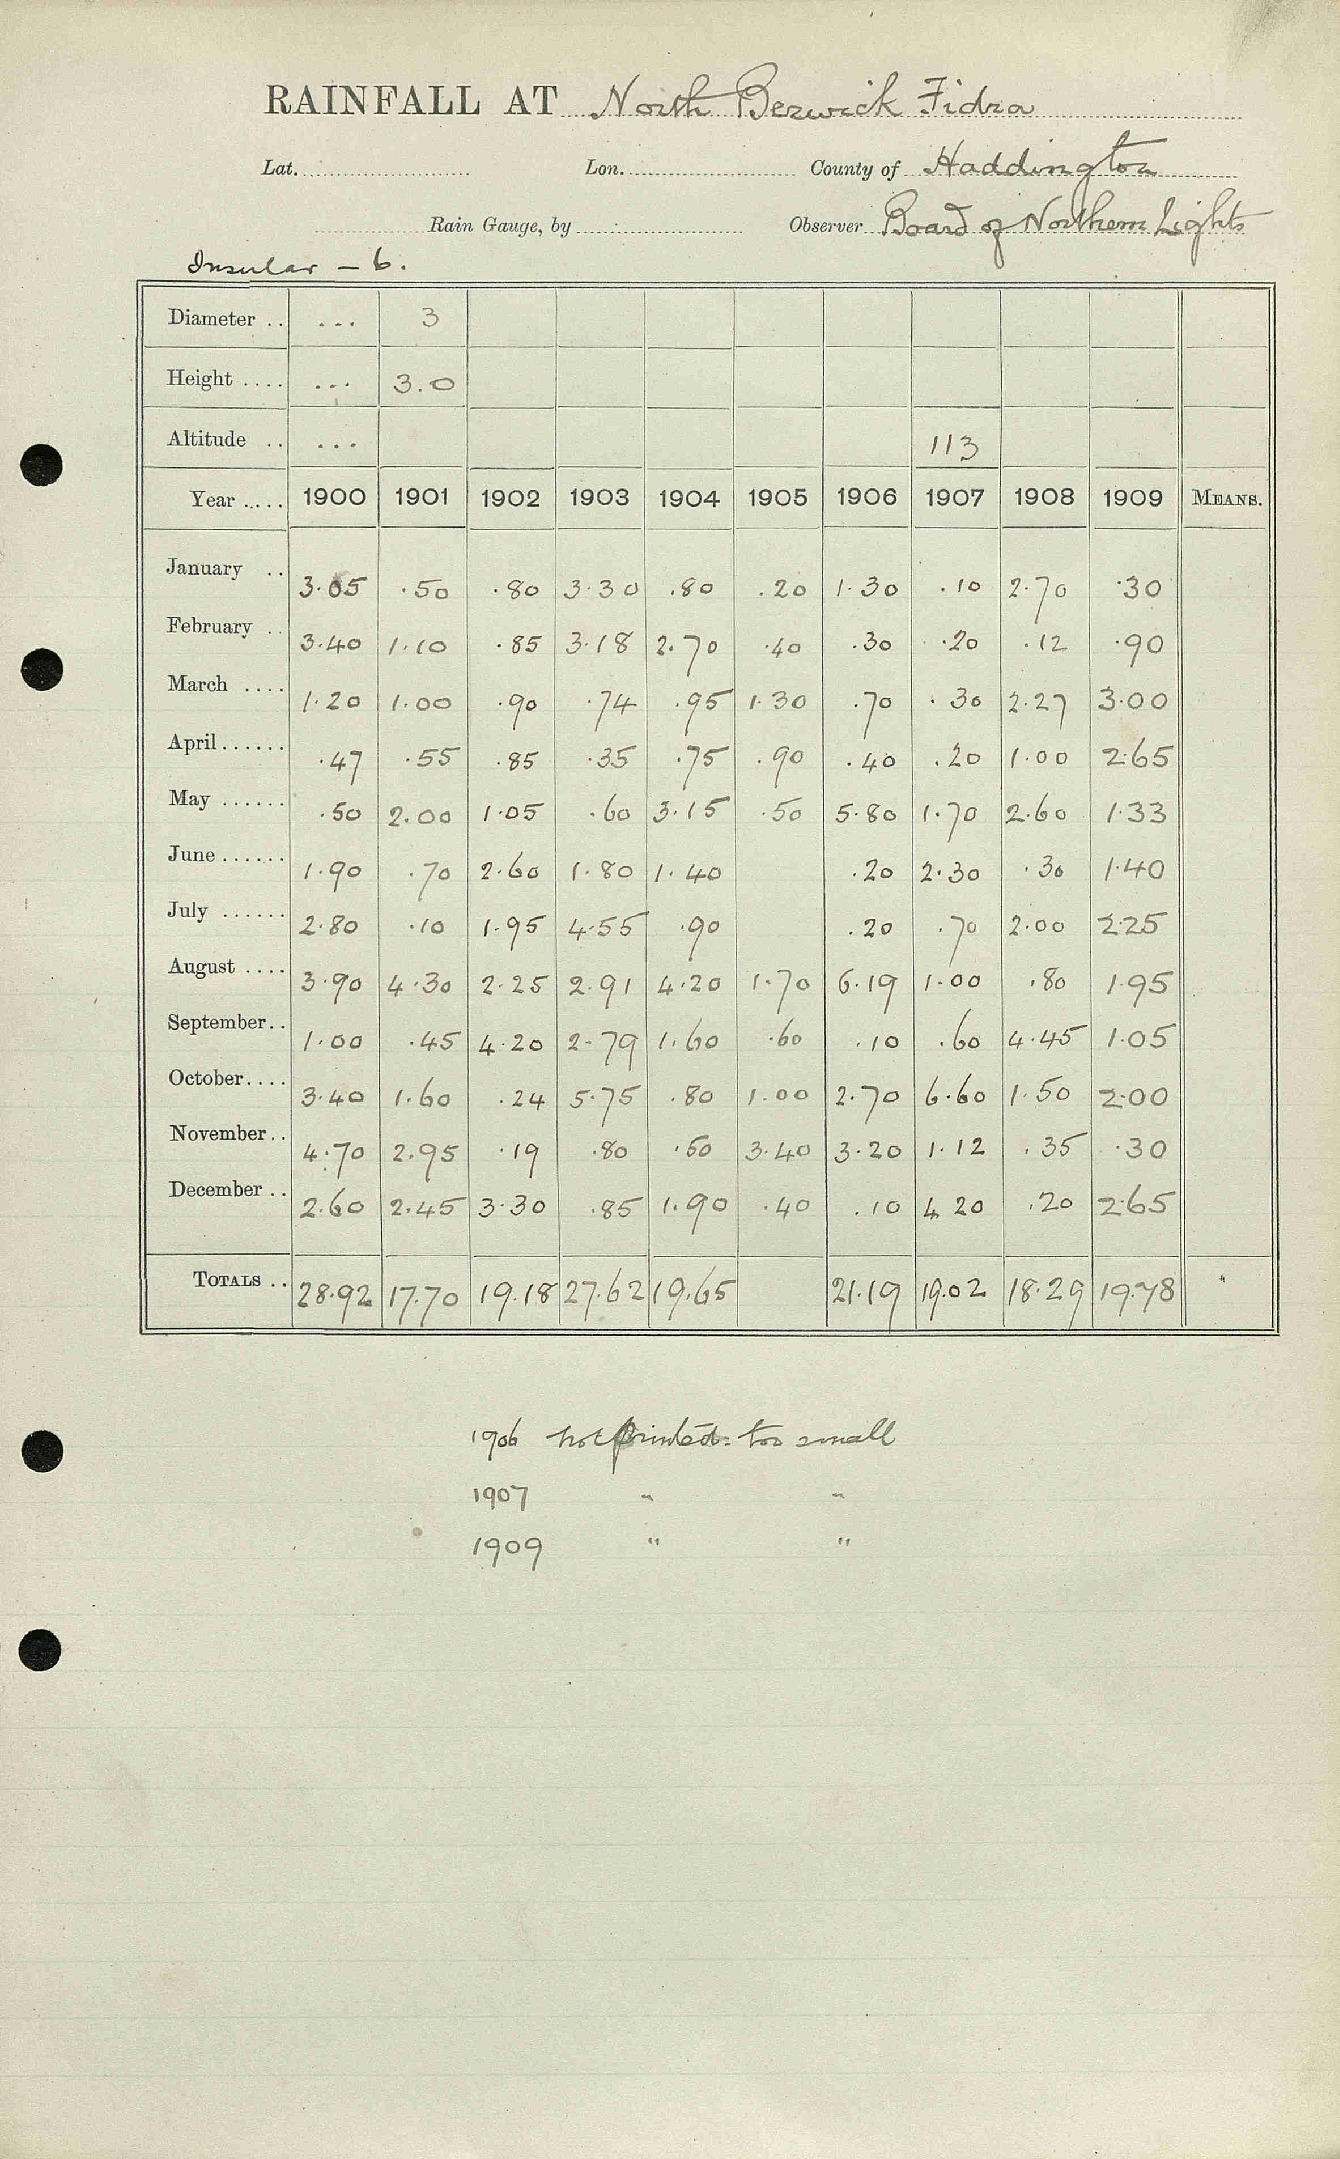 RAINFALL AT North Berwick Fidra
Lat. Lon. County of Haddington
Rain Gauge, by Observer Board of Northern Lights
Insular - 6.
Diameter .. ... 3
Height .... ... 3.0
Altitude .. ... 113
Year .... 1900 1901 1902 1903 1904 1905 1906 1907 1908 1909 MEANS.
January .. 3.05 .50 .80 3.30 .80 .20 1.30 .10 2.70 .30
February .. 3.40 1.10 .85 3.18 2.70 .40 .30 .20 .12 .90
March .... 1.20 1.00 .90 .74 .95 1.30 .70 .30 2.27 3.00
April ...... .47 .55 .85 .35 .75 .90 .40 .20 1.00 2.65
May ...... .50 2.00 1.05 .60 3.15 .50 5.80 1.70 2.60 1.33
June ...... 1.90 .70 2.60 1.80 1.40 .20 2.30 .30 1.40
July ...... 2.80 .10 1.95 4.55 .90 .20 .70 2.00 2.25
August .... 3.90 4.30 2.25 2.91 4.20 1.70 6.19 1.00 .80 1.95
September.. 1.00 .45 4.20 2.79 1.60 .60 .10 .60 4.45 1.05
October.... 3.40 1.60 .24 5.75 .80 1.00 2.70 6.60 1.50 2.00
November.. 4.70 2.95 .19 .80 .50 3.40 3.20 1.12 .35 .30
December .. 2.60 2.45 3.30 .85 1.90 .40 .10 4 20 .20 2.65
TOTALS .. 28.92 17.70 19.18 27.62 19.65 21.19 19.02 18.29 19.78
1906 not printed: too small
1907 " "
1909 " "